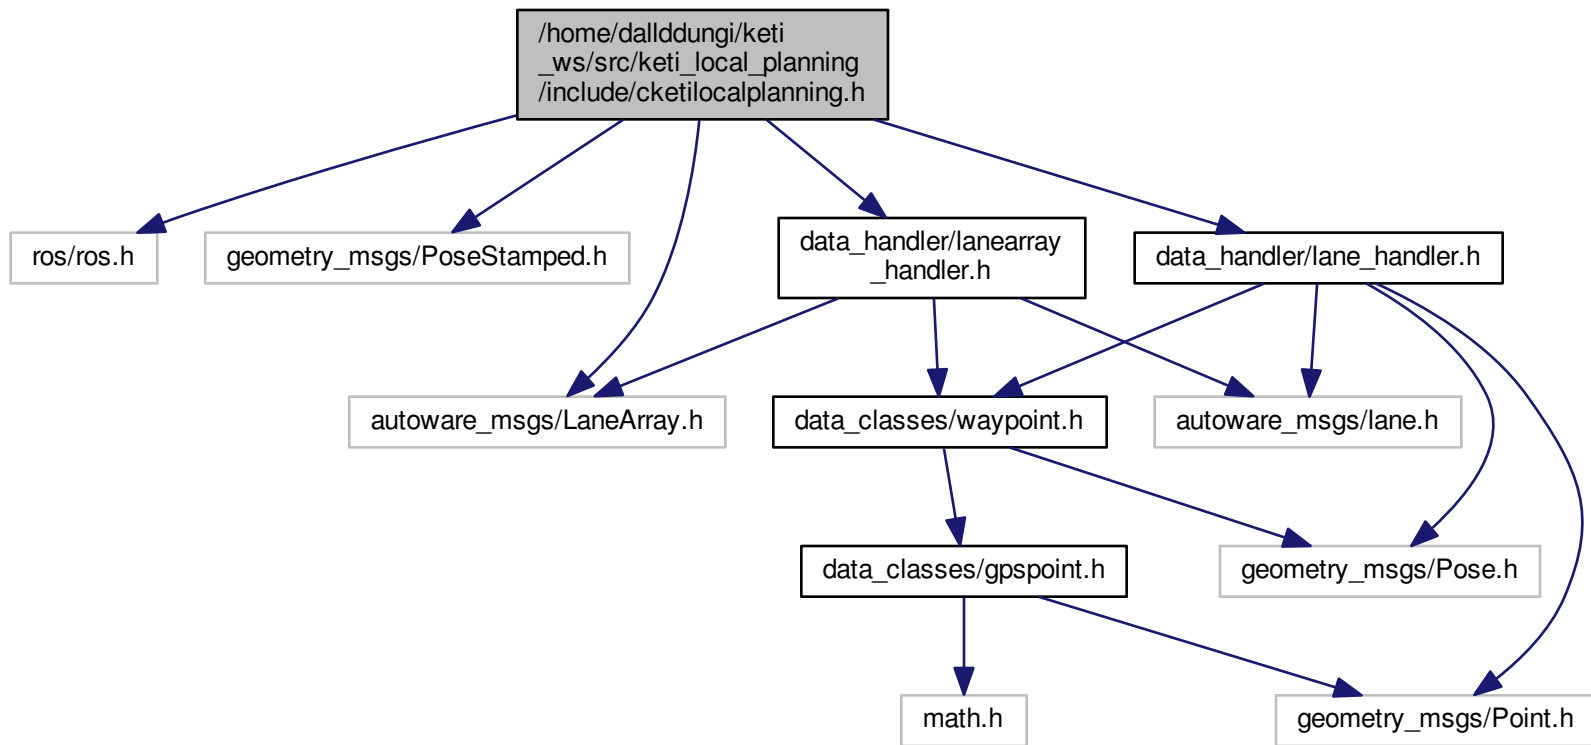 /home/dallddungi/keti
_ws/src/keti_local_planning
/include/cketilocalplanning.h
ros/ros.h
geometry_msgs/PoseStamped.h
data_handler/lanearray
_handler.h
data_handler/lane_handler.h
autoware_msgs/LaneArray.h
data_classes/waypoint.h
autoware_msgs/lane.h
data_classes/gpspoint.h
geometry_msgs/Pose.h
math.h
geometry_msgs/Point.h